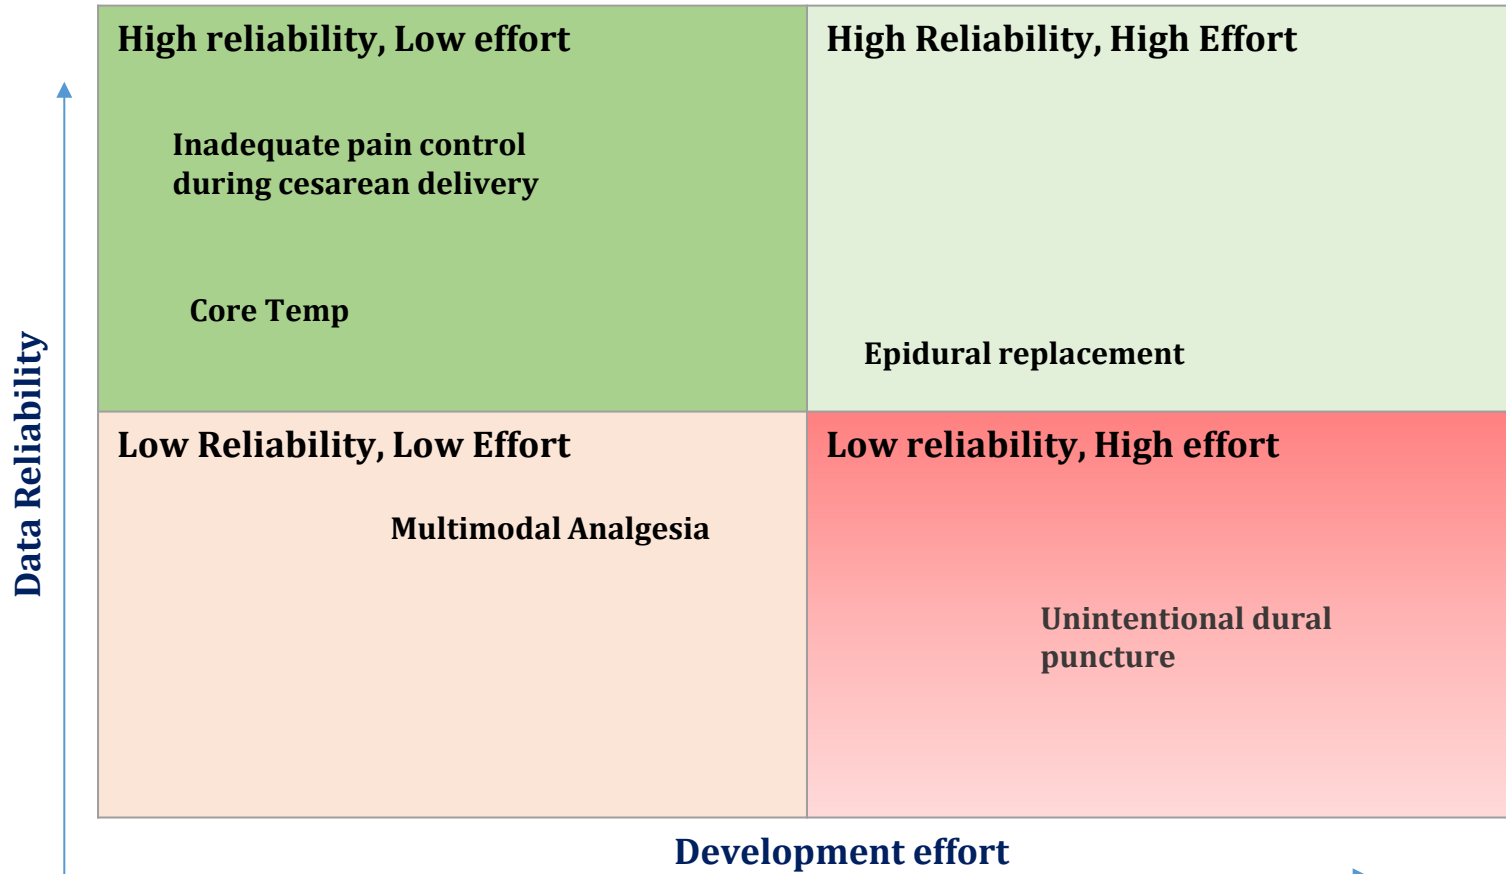 High reliability, Low effort
High Reliability, High Effort
Inadequate pain control
during cesarean delivery
Core Temp
Epidural replacement
Data Reliability
Low Reliability, Low Effort
Low reliability, High effort
Multimodal Analgesia
Unintentional dural
puncture
Development effort